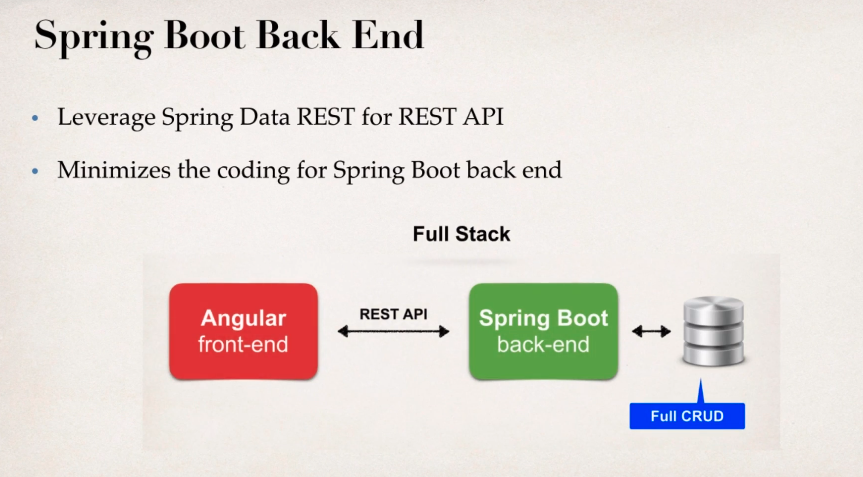 Spring Boot Back End
• Leverage Spring Data REST for REST API
• Minimizes the coding for Spring Boot back end
Full Stack
Angular
front-end
REST API
Spring Boot
back-end
Full CRUD